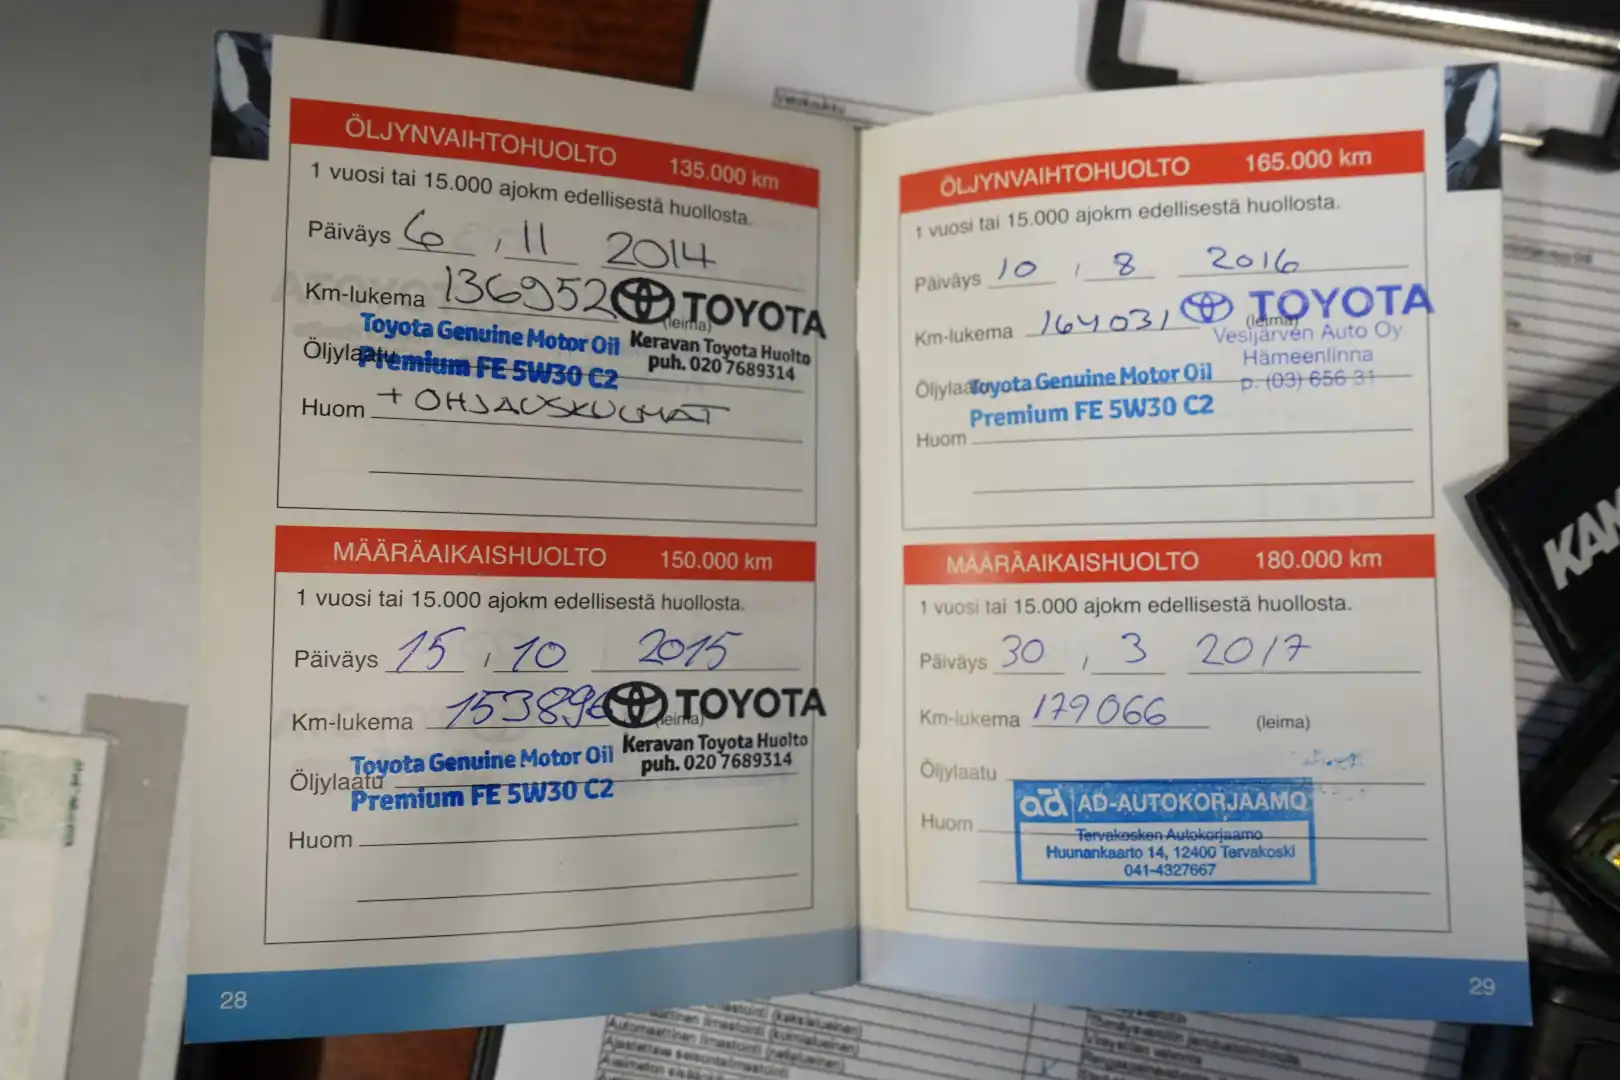 ÖLJYNVAIHTOHUOLTO 135.000 km
1 vuosi tai 15.000 ajokm edellisestä huollosta.
Päiväys 6 , 11 2014
Km-lukema 136952 (leima)
TOYOTA
Keravan Toyota Huolto
puh. 020 7689314
Öljylaatu Toyota Genuine Motor Oil
Premium FE 5W30 C2
Huom + OHJAUSKULMAT
MÄÄRÄAIKAISHUOLTO 150.000 km
1 vuosi tai 15.000 ajokm edellisestä huollosta.
Päiväys 15 / 10 2015
Km-lukema 153896 (leima)
TOYOTA
Keravan Toyota Huolto
puh. 020 7689314
Öljylaatu Toyota Genuine Motor Oil
Premium FE 5W30 C2
Huom
28
ÖLJYNVAIHTOHUOLTO 165.000 km
1 vuosi tai 15.000 ajokm edellisestä huollosta.
Päiväys 10 / 8 2016
Km-lukema 164031 (leima)
TOYOTA
Vesijärven Auto Oy
Hämeenlinna
p. (03) 656 31
Öljylaatu Toyota Genuine Motor Oil
Premium FE 5W30 C2
Huom
MÄÄRÄAIKAISHUOLTO 180.000 km
1 vuosi tai 15.000 ajokm edellisestä huollosta.
Päiväys 30 / 3 2017
Km-lukema 179066 (leima)
Öljylaatu
Huom
ad AD-AUTOKORJAAMO
Tervakosken Autokorjaamo
Huunankaarto 14, 12400 Tervakoski
041-4327667
29
KAN